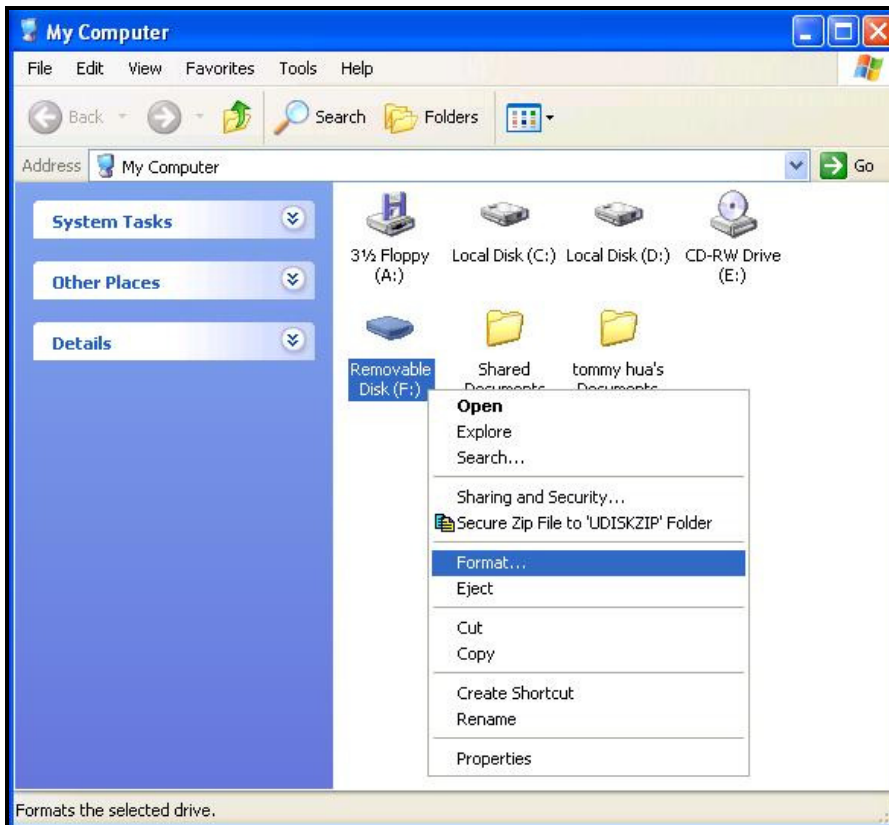 My Computer
File Edit View Favorites Tools Help
Back Search Folders
Address My Computer Go
System Tasks
Other Places
Details
3½ Floppy (A:)
Local Disk (C:)
Local Disk (D:)
CD-RW Drive (E:)
Removable Disk (F:)
Shared Documents
tommy hua's Documents
Open
Explore
Search...
Sharing and Security...
Secure Zip File to 'UDISKZIP' Folder
Format...
Eject
Cut
Copy
Create Shortcut
Rename
Properties
Formats the selected drive.